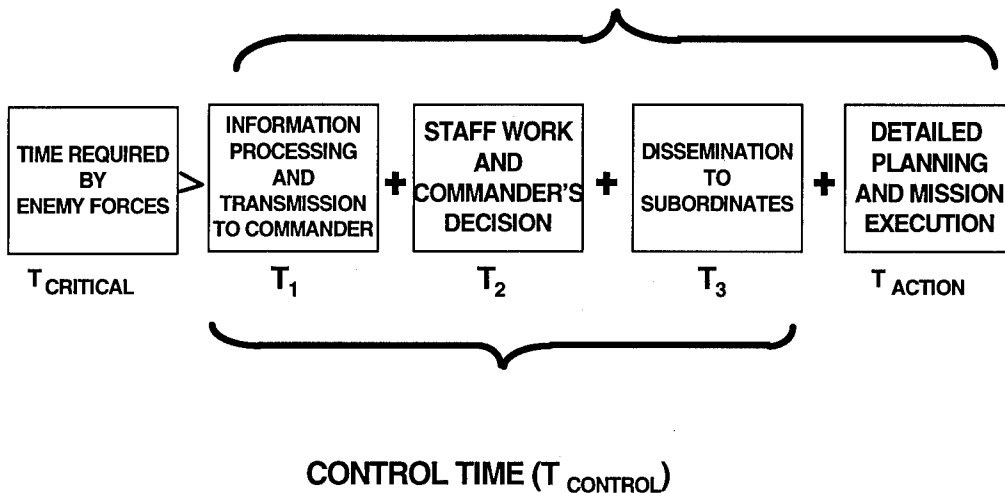 TIME REQUIRED
BY
ENEMY FORCES
T CRITICAL
>
INFORMATION
PROCESSING
AND
TRANSMISSION
TO COMMANDER
T1
+
STAFF WORK
AND
COMMANDER'S
DECISION
T2
+
DISSEMINATION
TO
SUBORDINATES
T3
+
DETAILED
PLANNING
AND MISSION
EXECUTION
T ACTION
CONTROL TIME (T CONTROL)